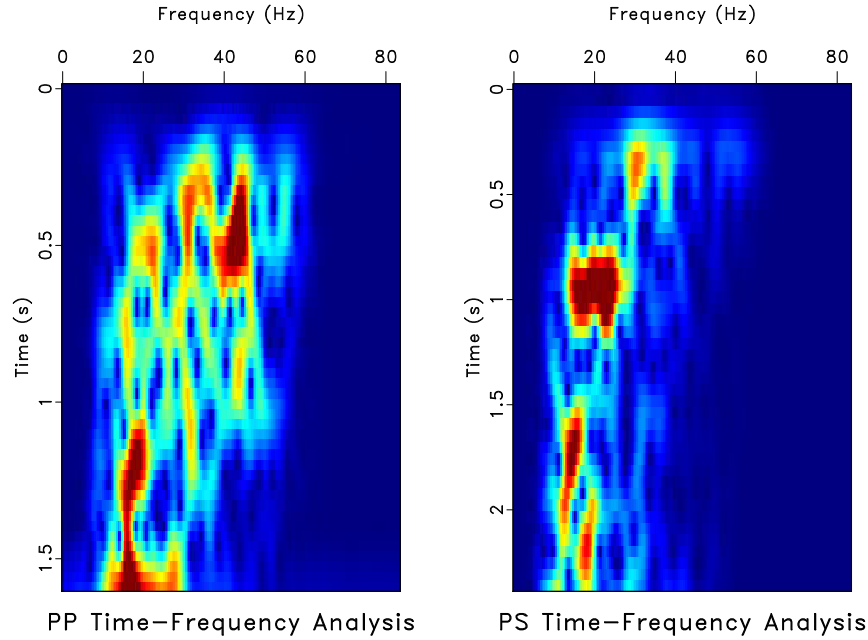 Frequency (Hz)
0 20 40 60 80
0
0.5
1
1.5
Time (s)
PP Time-Frequency Analysis
Frequency (Hz)
0 20 40 60 80
0
0.5
1
1.5
2
Time (s)
PS Time-Frequency Analysis